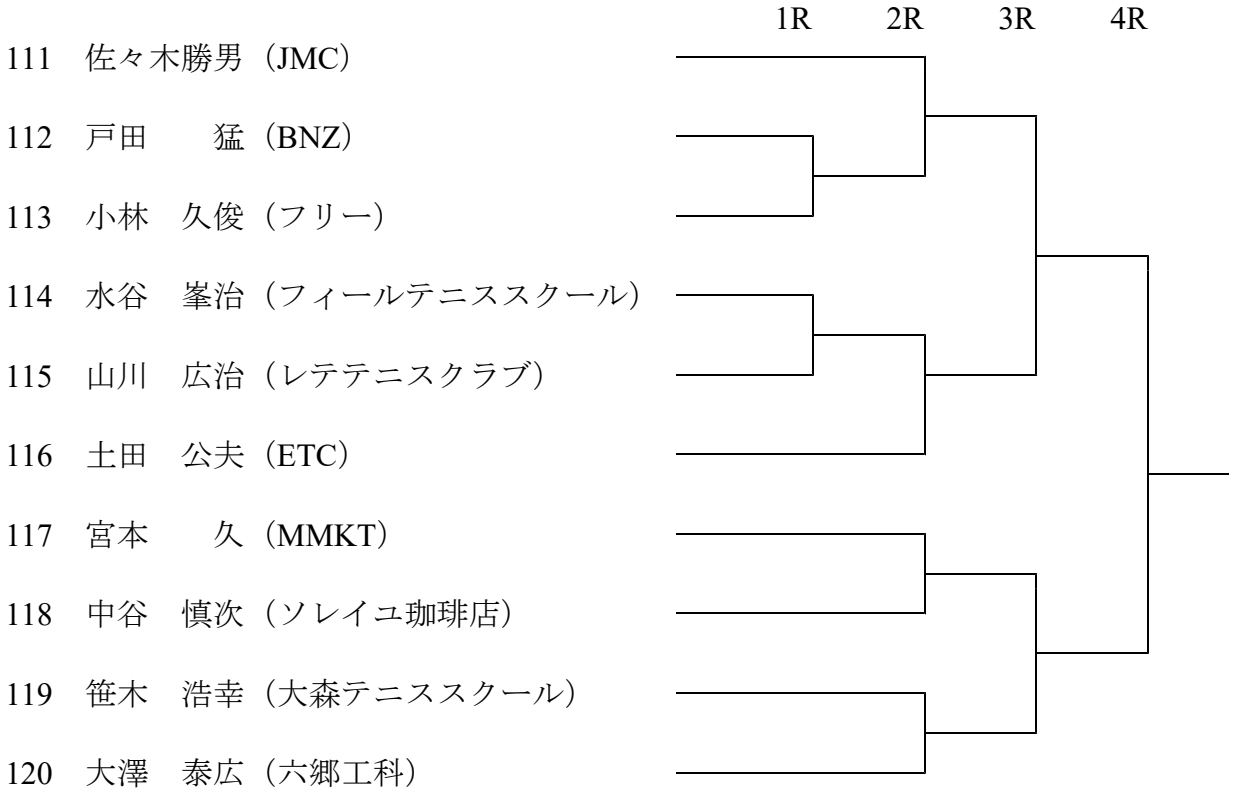 1R 2R 3R 4R
111 佐々木勝男（JMC）
112 戸田　　猛（BNZ）
113 小林　久俊（フリー）
114 水谷　峯治（フィールテニススクール）
115 山川　広治（レテテニスクラブ）
116 土田　公夫（ETC）
117 宮本　　久（MMKT）
118 中谷　慎次（ソレイユ珈琲店）
119 笹木　浩幸（大森テニススクール）
120 大澤　泰広（六郷工科）